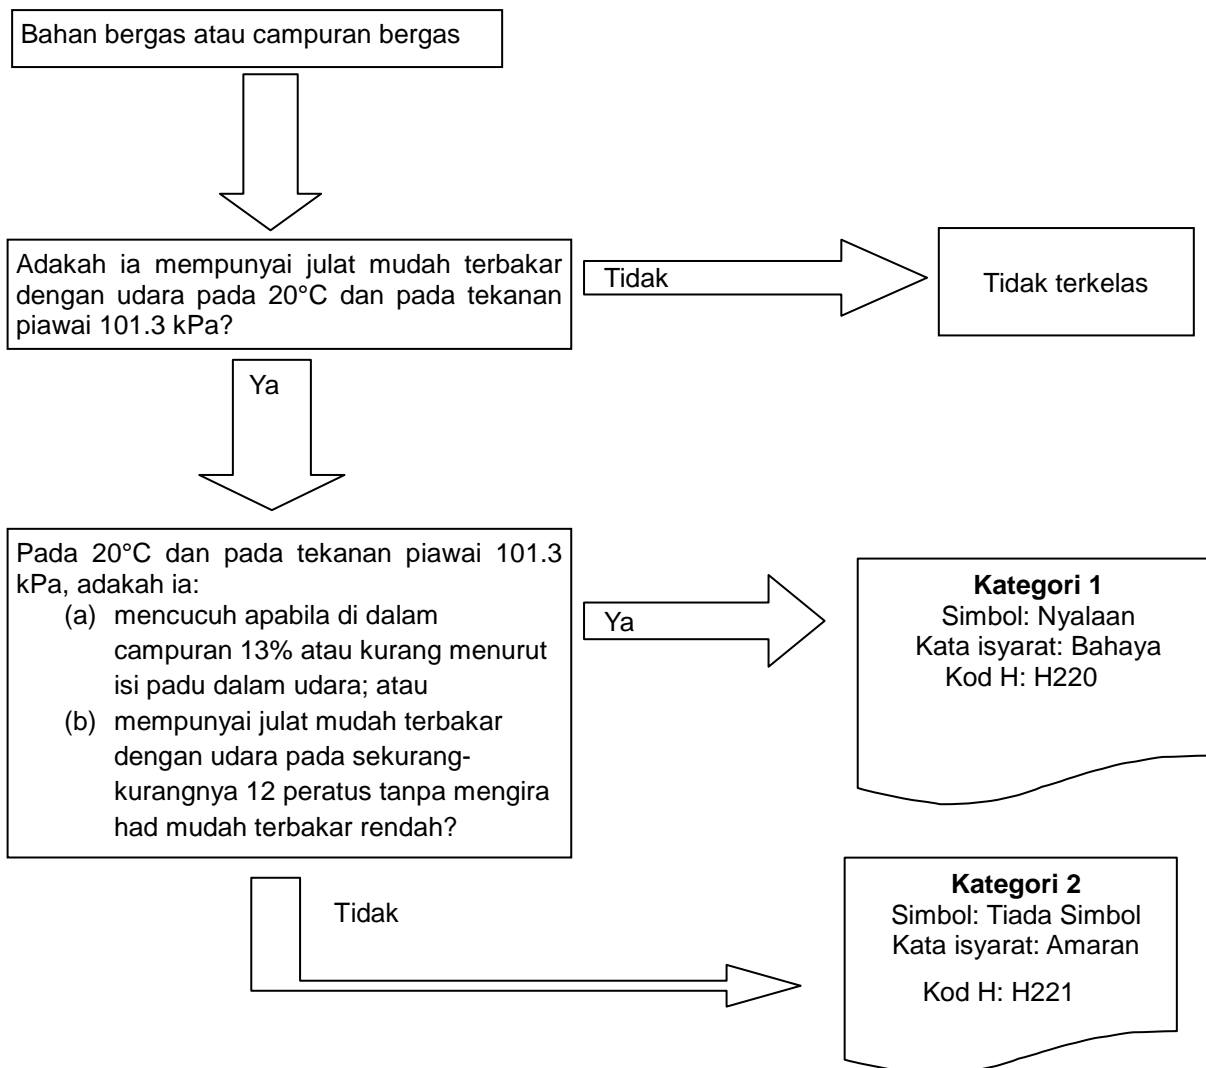 Bahan bergas atau campuran bergas
Adakah ia mempunyai julat mudah terbakar
dengan udara pada 20°C dan pada tekanan
piawai 101.3 kPa?
Tidak
Tidak terkelas
Ya
Pada 20°C dan pada tekanan piawai 101.3
kPa, adakah ia:
(a) mencucuh apabila di dalam
campuran 13% atau kurang menurut
isi padu dalam udara; atau
(b) mempunyai julat mudah terbakar
dengan udara pada sekurang-
kurangnya 12 peratus tanpa mengira
had mudah terbakar rendah?
Ya
Kategori 1
Simbol: Nyalaan
Kata isyarat: Bahaya
Kod H: H220
Tidak
Kategori 2
Simbol: Tiada Simbol
Kata isyarat: Amaran
Kod H: H221